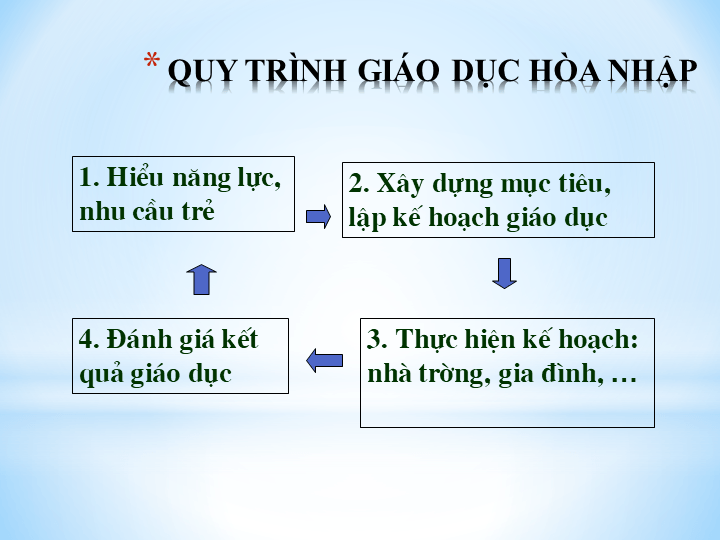 * QUY TRÌNH GIÁO DỤC HÒA NHẬP
1. Hiểu năng lực,
nhu cầu trẻ
2. Xây dựng mục tiêu,
lập kế hoạch giáo dục
3. Thực hiện kế hoạch:
nhà trờng, gia đình, …
4. Đánh giá kết
quả giáo dục